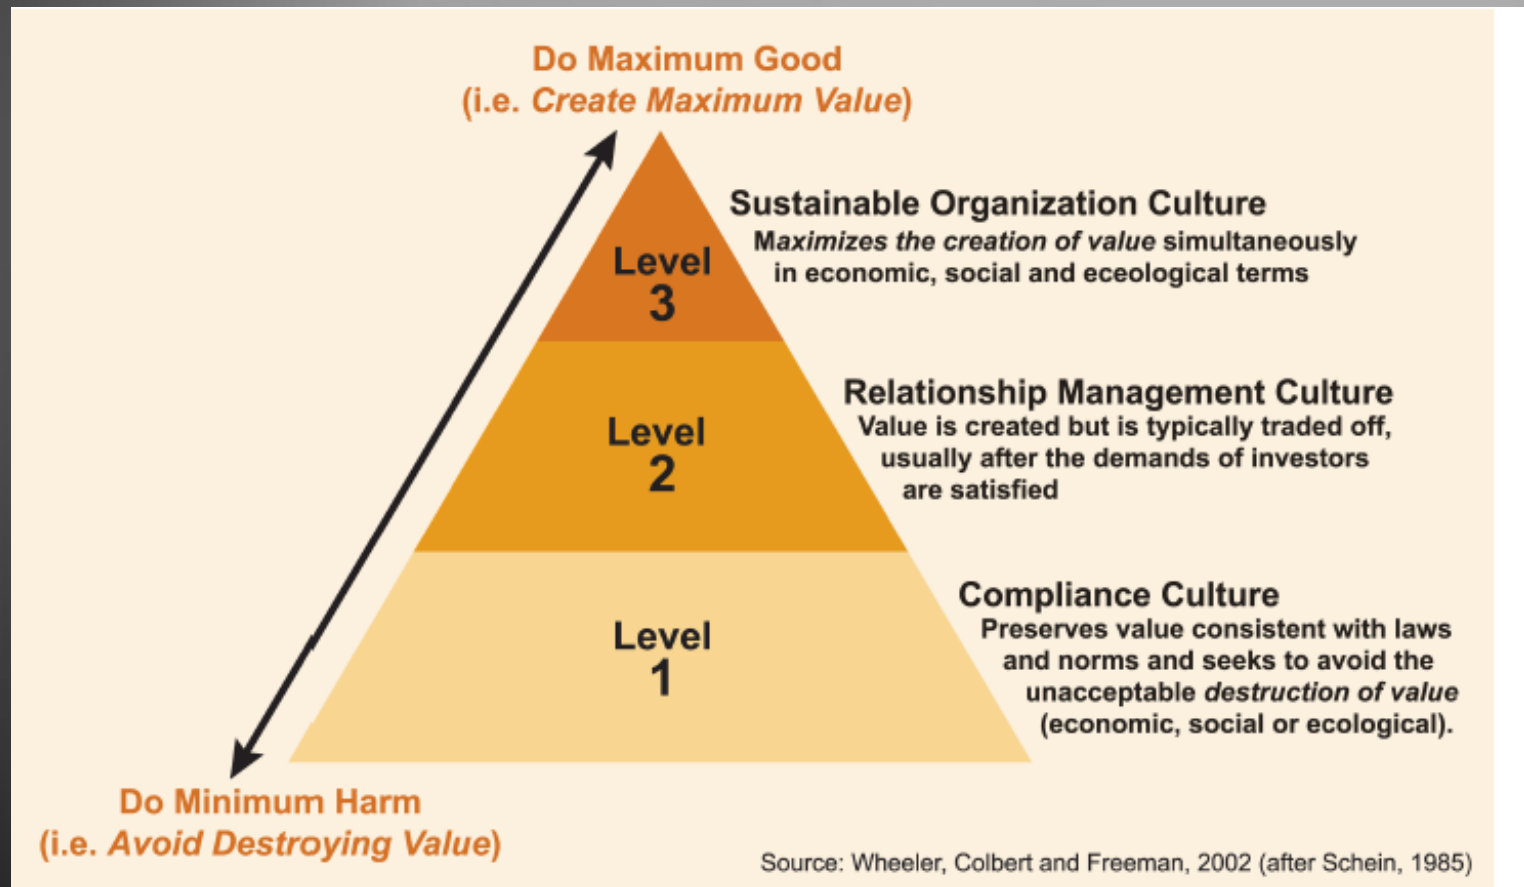 Do Maximum Good
(i.e. Create Maximum Value)
Sustainable Organization Culture
Maximizes the creation of value simultaneously
in economic, social and eceological terms
Level
3
Relationship Management Culture
Value is created but is typically traded off,
usually after the demands of investors
are satisfied
Level
2
Compliance Culture
Preserves value consistent with laws
and norms and seeks to avoid the
unacceptable destruction of value
(economic, social or ecological).
Level
1
Do Minimum Harm
(i.e. Avoid Destroying Value)
Source: Wheeler, Colbert and Freeman, 2002 (after Schein, 1985)